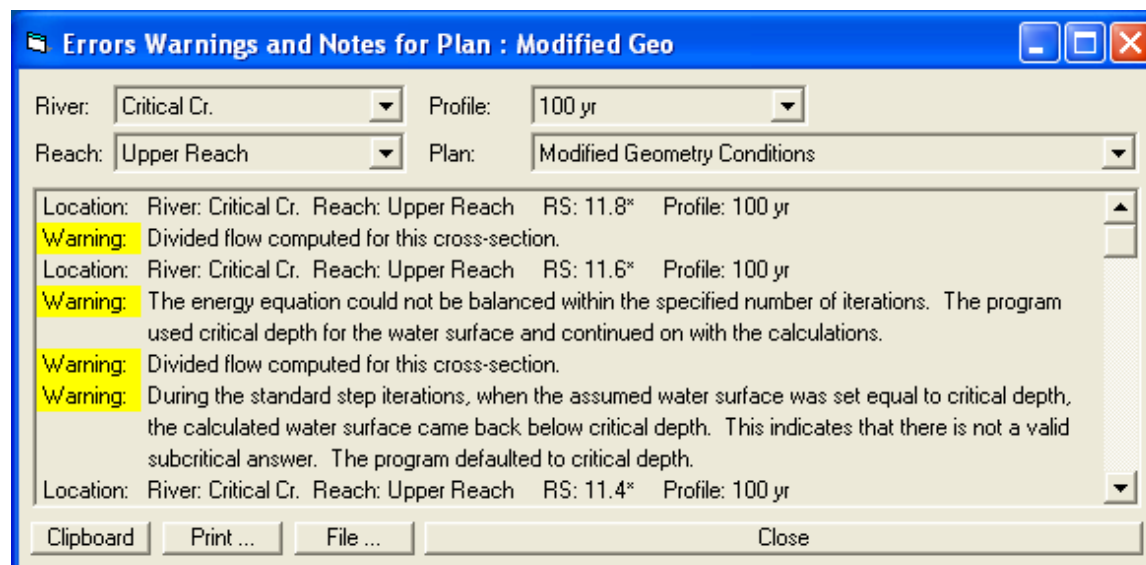 Errors Warnings and Notes for Plan : Modified Geo
River: Critical Cr. Profile: 100 yr
Reach: Upper Reach Plan: Modified Geometry Conditions
Location: River: Critical Cr. Reach: Upper Reach RS: 11.8* Profile: 100 yr
Warning: Divided flow computed for this cross-section.
Location: River: Critical Cr. Reach: Upper Reach RS: 11.6* Profile: 100 yr
Warning: The energy equation could not be balanced within the specified number of iterations. The program
used critical depth for the water surface and continued on with the calculations.
Warning: Divided flow computed for this cross-section.
Warning: During the standard step iterations, when the assumed water surface was set equal to critical depth,
the calculated water surface came back below critical depth. This indicates that there is not a valid
subcritical answer. The program defaulted to critical depth.
Location: River: Critical Cr. Reach: Upper Reach RS: 11.4* Profile: 100 yr
Clipboard Print ... File ... Close